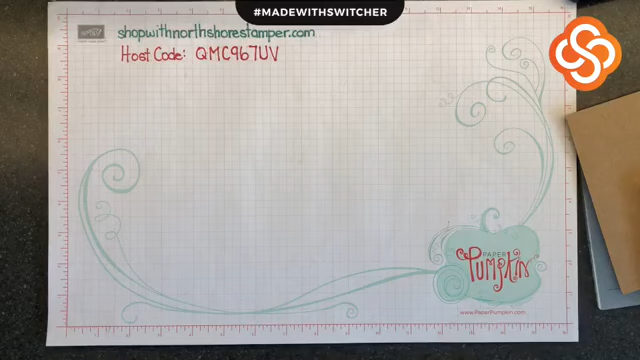 #MADEWITHSWITCHER
shopwithnorthshorestamper.com
Host Code: QMC967UV
PAPER
Pumpkin
www.PaperPumpkin.com